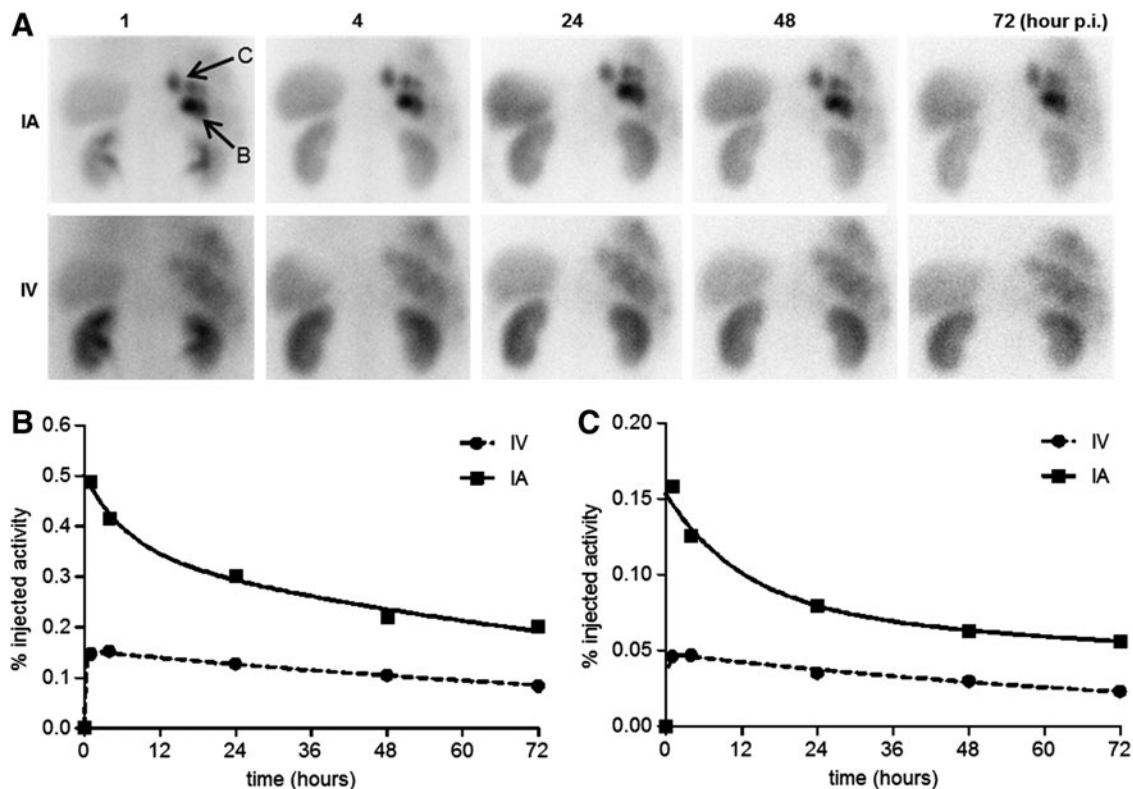 A 1 4 24 48 72 (hour p.i.)
C
IA
B
IV
B
0.6
0.5
0.4
0.3
0.2
0.1
0.0
% injected activity
IV
IA
0 12 24 36 48 60 72
time (hours)
C
0.20
0.15
0.10
0.05
0.00
% injected activity
IV
IA
0 12 24 36 48 60 72
time (hours)